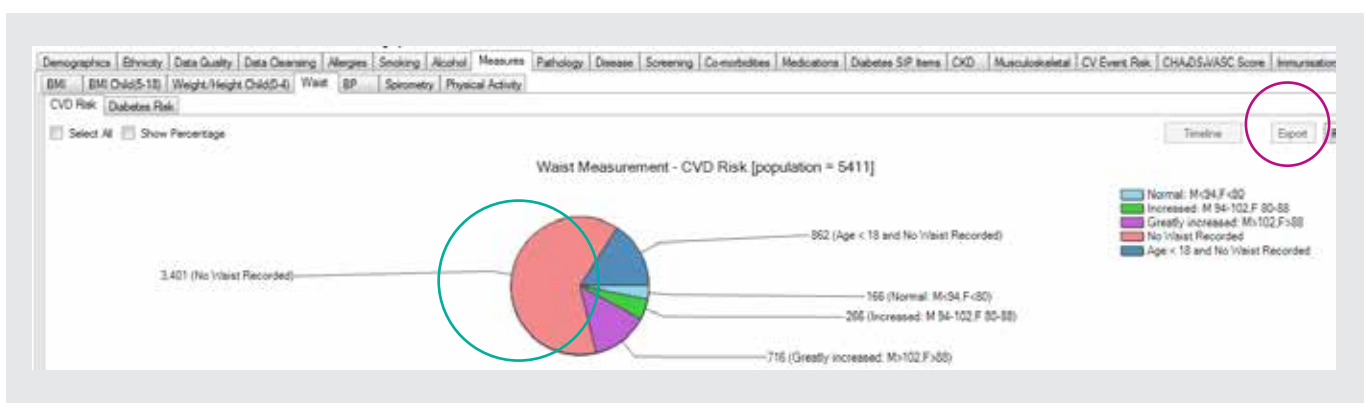 Demographics Ethnicity Data Quality Data Cleansing Allergies Smoking Alcohol Measures Pathology Disease Screening Co-morbidities Medications Diabetes SIP Items CKD Musculoskeletal CV Event Risk CHA2DS2-VASC Score Immunisation
BMI BMI Child(5-18) Weight/Height Child(0-4) Waist BP Spirometry Physical Activity
CVD Risk Diabetes Risk
Select All Show Percentage Timeline Export
Waist Measurement - CVD Risk [population = 5411]
Normal: M<94,F<80
Increased: M 94-102,F 80-88
Greatly increased: M>102,F>88
No Waist Recorded
Age < 18 and No Waist Recorded
862 (Age < 18 and No Waist Recorded)
3,401 (No Waist Recorded)
166 (Normal: M<94,F<80)
266 (Increased: M 94-102,F 80-88)
716 (Greatly increased: M>102,F>88)